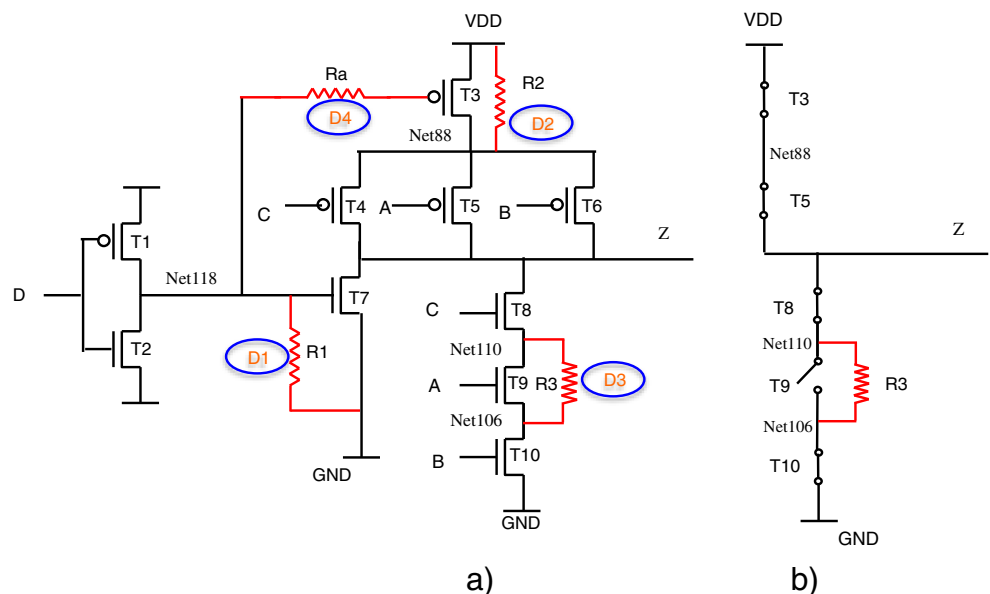 VDD
Ra
D4
T3
R2
D2
Net88
C
T4
A
T5
B
T6
Z
D
T1
T2
Net118
T7
D1
R1
GND
C
T8
Net110
A
T9
R3
D3
Net106
B
T10
GND
a)
VDD
T3
Net88
T5
Z
T8
Net110
T9
R3
Net106
T10
GND
b)